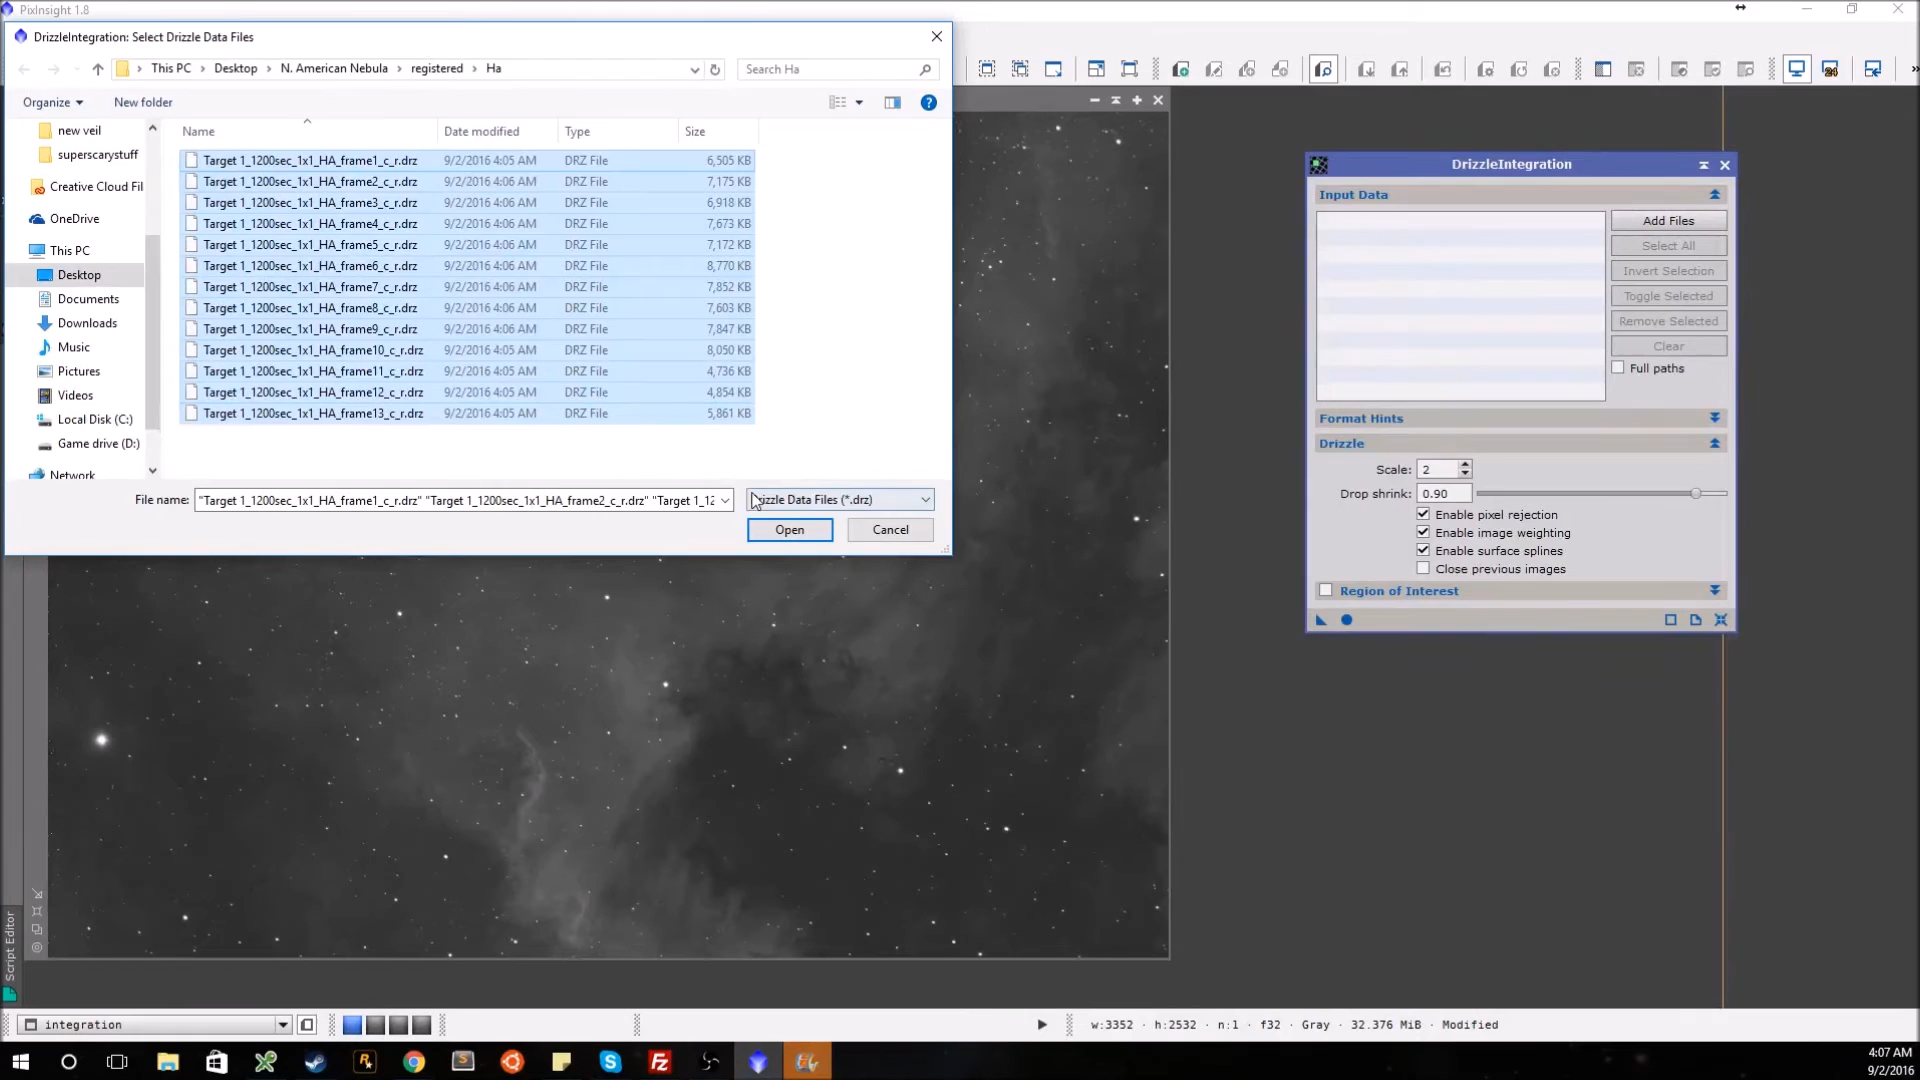 PixInsight 1.8
DrizzleIntegration: Select Drizzle Data Files
This PC > Desktop > N. American Nebula > registered > Ha
Search Ha
Organize
New folder
Name
Date modified
Type
Size
new veil
superscarystuff
Creative Cloud Fil
OneDrive
This PC
Desktop
Documents
Downloads
Music
Pictures
Videos
Local Disk (C:)
Game drive (D:)
Network
Target 1_1200sec_1x1_HA_frame1_c_r.drz 9/2/2016 4:05 AM DRZ File 6,505 KB
Target 1_1200sec_1x1_HA_frame2_c_r.drz 9/2/2016 4:06 AM DRZ File 7,175 KB
Target 1_1200sec_1x1_HA_frame3_c_r.drz 9/2/2016 4:06 AM DRZ File 6,918 KB
Target 1_1200sec_1x1_HA_frame4_c_r.drz 9/2/2016 4:06 AM DRZ File 7,673 KB
Target 1_1200sec_1x1_HA_frame5_c_r.drz 9/2/2016 4:06 AM DRZ File 7,172 KB
Target 1_1200sec_1x1_HA_frame6_c_r.drz 9/2/2016 4:06 AM DRZ File 8,770 KB
Target 1_1200sec_1x1_HA_frame7_c_r.drz 9/2/2016 4:06 AM DRZ File 7,852 KB
Target 1_1200sec_1x1_HA_frame8_c_r.drz 9/2/2016 4:06 AM DRZ File 7,603 KB
Target 1_1200sec_1x1_HA_frame9_c_r.drz 9/2/2016 4:06 AM DRZ File 7,847 KB
Target 1_1200sec_1x1_HA_frame10_c_r.drz 9/2/2016 4:05 AM DRZ File 8,050 KB
Target 1_1200sec_1x1_HA_frame11_c_r.drz 9/2/2016 4:05 AM DRZ File 4,736 KB
Target 1_1200sec_1x1_HA_frame12_c_r.drz 9/2/2016 4:05 AM DRZ File 4,854 KB
Target 1_1200sec_1x1_HA_frame13_c_r.drz 9/2/2016 4:05 AM DRZ File 5,861 KB
File name: "Target 1_1200sec_1x1_HA_frame1_c_r.drz" "Target 1_1200sec_1x1_HA_frame2_c_r.drz" "Target 1_12
rizzle Data Files (*.drz)
Open
Cancel
DrizzleIntegration
Input Data
Add Files
Select All
Invert Selection
Toggle Selected
Remove Selected
Clear
Full paths
Format Hints
Drizzle
Scale: 2
Drop shrink: 0.90
Enable pixel rejection
Enable image weighting
Enable surface splines
Close previous images
Region of Interest
Script Editor
integration
w:3352 · h:2532 · n:1 · f32 · Gray · 32.376 MiB · Modified
4:07 AM
9/2/2016